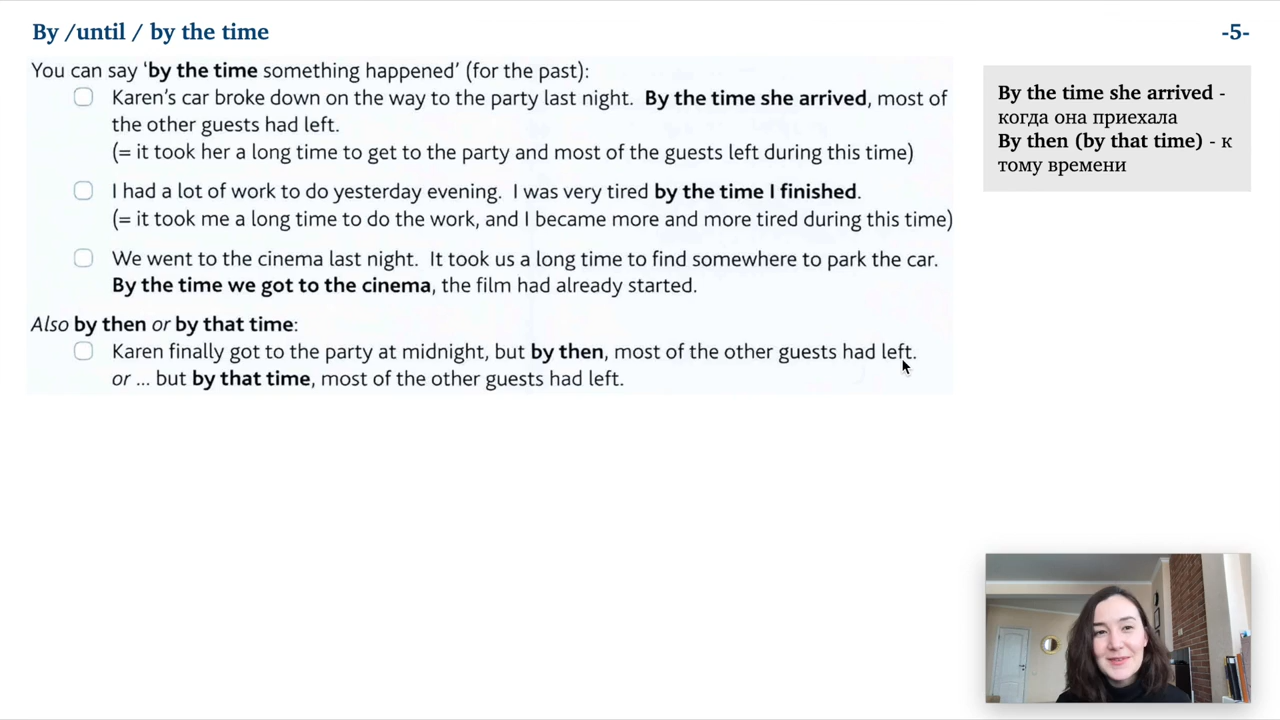 By /until / by the time
-5-
You can say ‘by the time something happened’ (for the past):
Karen’s car broke down on the way to the party last night. By the time she arrived, most of
the other guests had left.
(= it took her a long time to get to the party and most of the guests left during this time)
I had a lot of work to do yesterday evening. I was very tired by the time I finished.
(= it took me a long time to do the work, and I became more and more tired during this time)
We went to the cinema last night. It took us a long time to find somewhere to park the car.
By the time we got to the cinema, the film had already started.
Also by then or by that time:
Karen finally got to the party at midnight, but by then, most of the other guests had left.
or ... but by that time, most of the other guests had left.
By the time she arrived -
когда она приехала
By then (by that time) - к
тому времени